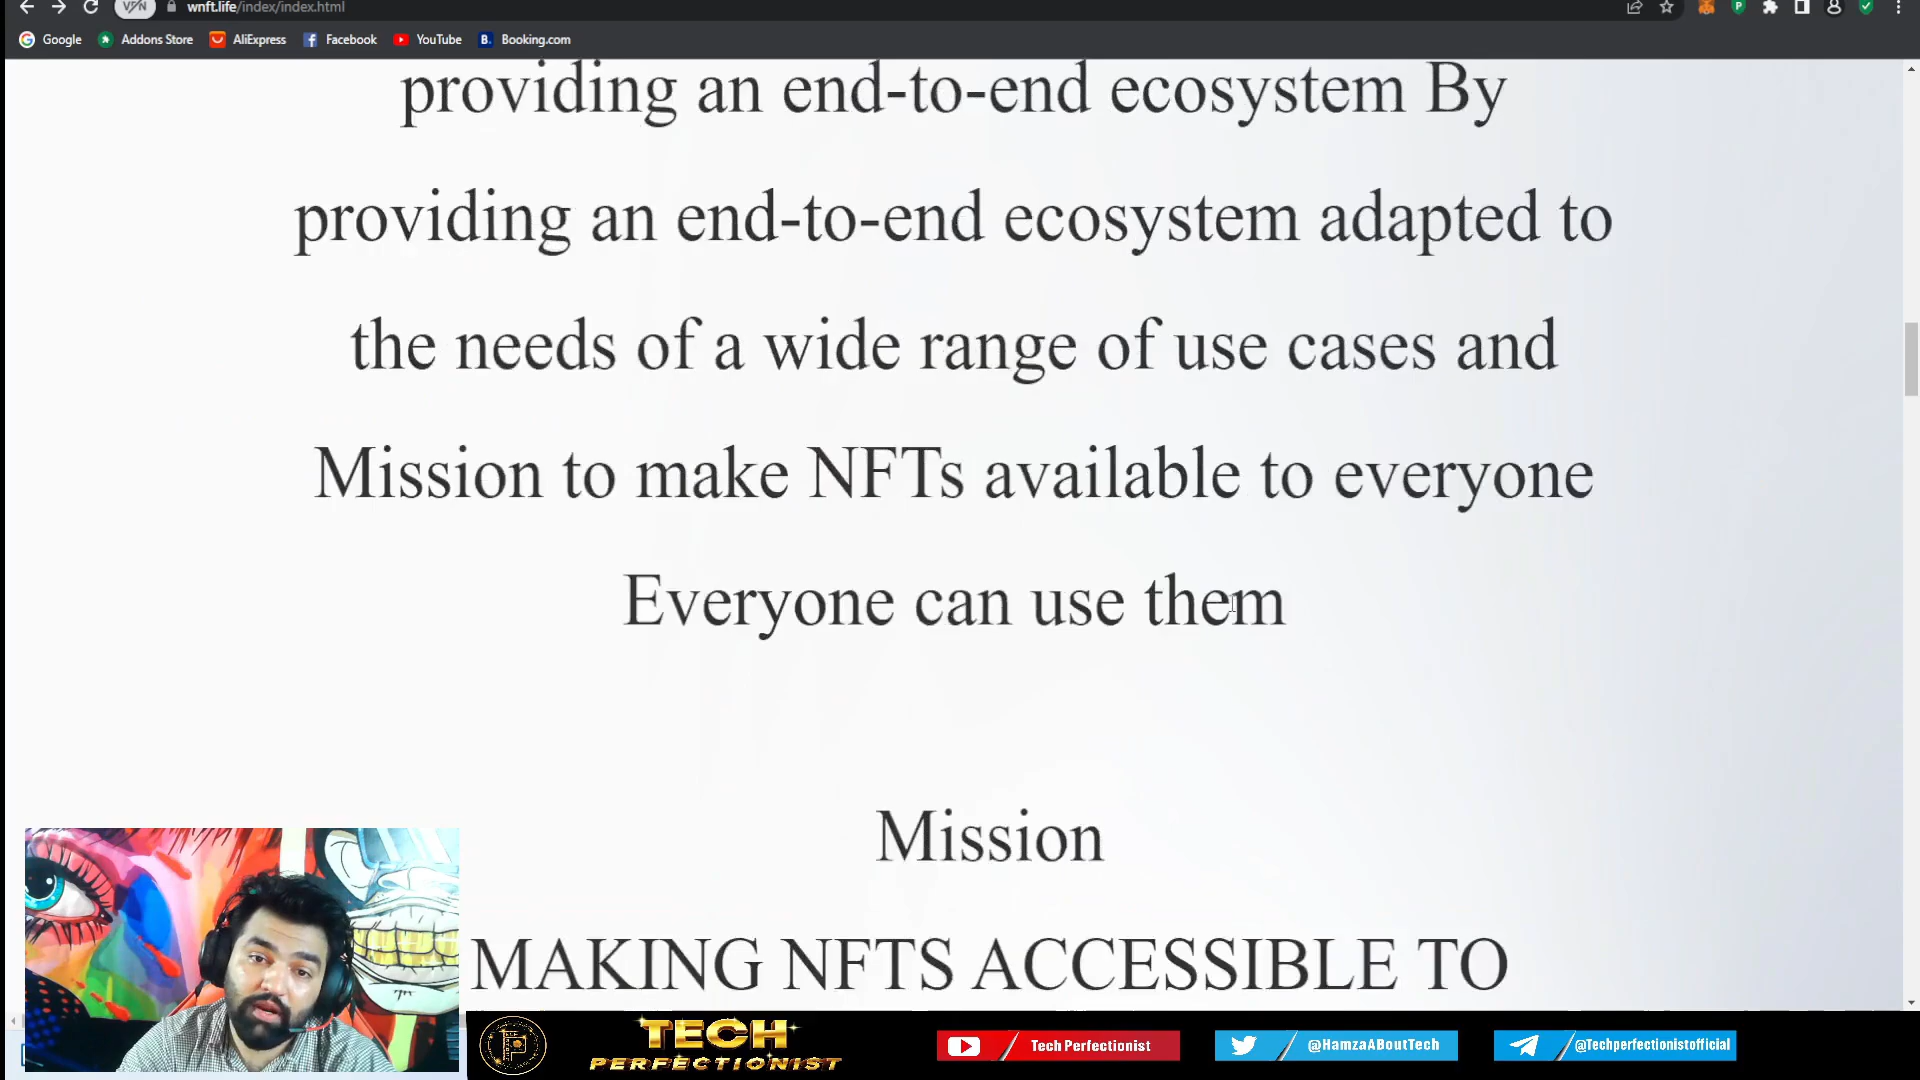 VPN
wnft.life/index/index.html
Google
Addons Store
AliExpress
Facebook
YouTube
Booking.com
providing an end-to-end ecosystem By
providing an end-to-end ecosystem adapted to
the needs of a wide range of use cases and
Mission to make NFTs available to everyone
Everyone can use them
Mission
MAKING NFTS ACCESSIBLE TO
TECH
PERFECTIONIST
Tech Perfectionist
@HamzaABoutTech
@Techperfectionistofficial